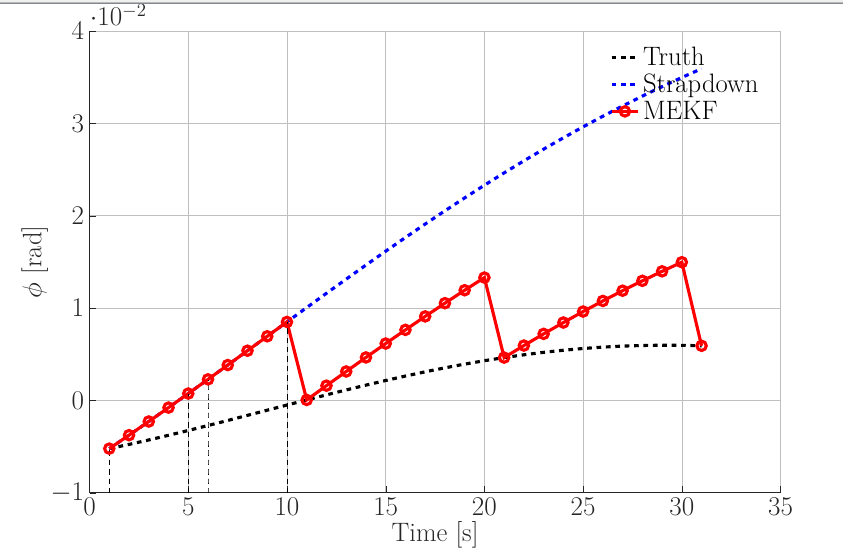 ·10⁻²
4
3
2
1
0
−1
ϕ [rad]
0 5 10 15 20 25 30 35
Time [s]
Truth
Strapdown
MEKF